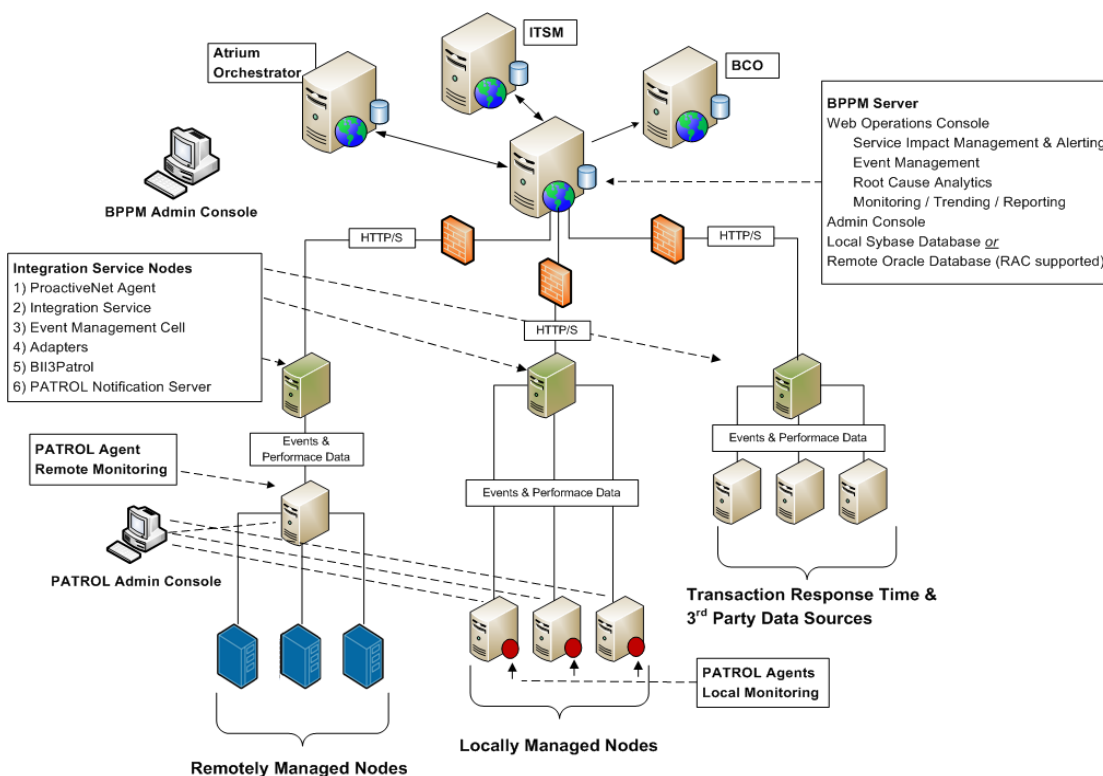 ITSM
Atrium
Orchestrator
BCO
BPPM Server
Web Operations Console
Service Impact Management & Alerting
Event Management
Root Cause Analytics
Monitoring / Trending / Reporting
Admin Console
Local Sybase Database or
Remote Oracle Database (RAC supported)
BPPM Admin Console
HTTP/S
HTTP/S
HTTP/S
Integration Service Nodes
1) ProactiveNet Agent
2) Integration Service
3) Event Management Cell
4) Adapters
5) BII3Patrol
6) PATROL Notification Server
PATROL Agent
Remote Monitoring
Events &
Performace Data
Events & Performace Data
Events & Performace Data
PATROL Admin Console
Transaction Response Time &
3rd Party Data Sources
PATROL Agents
Local Monitoring
Locally Managed Nodes
Remotely Managed Nodes